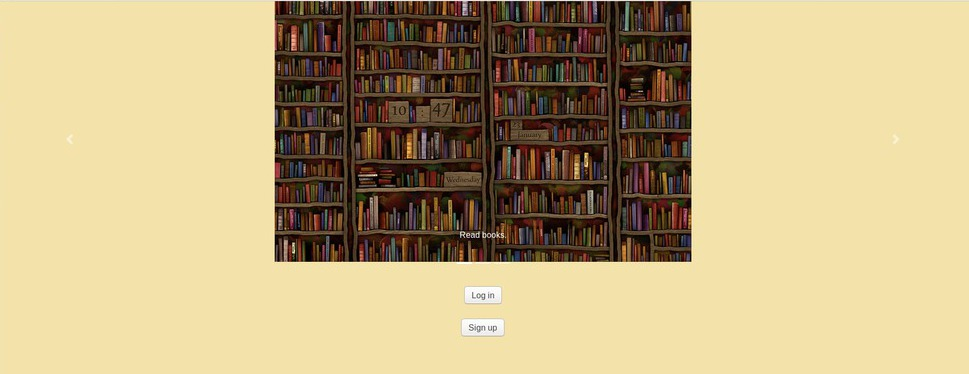 10 : 47
January
Wednesday
Read books.
Log in
Sign up